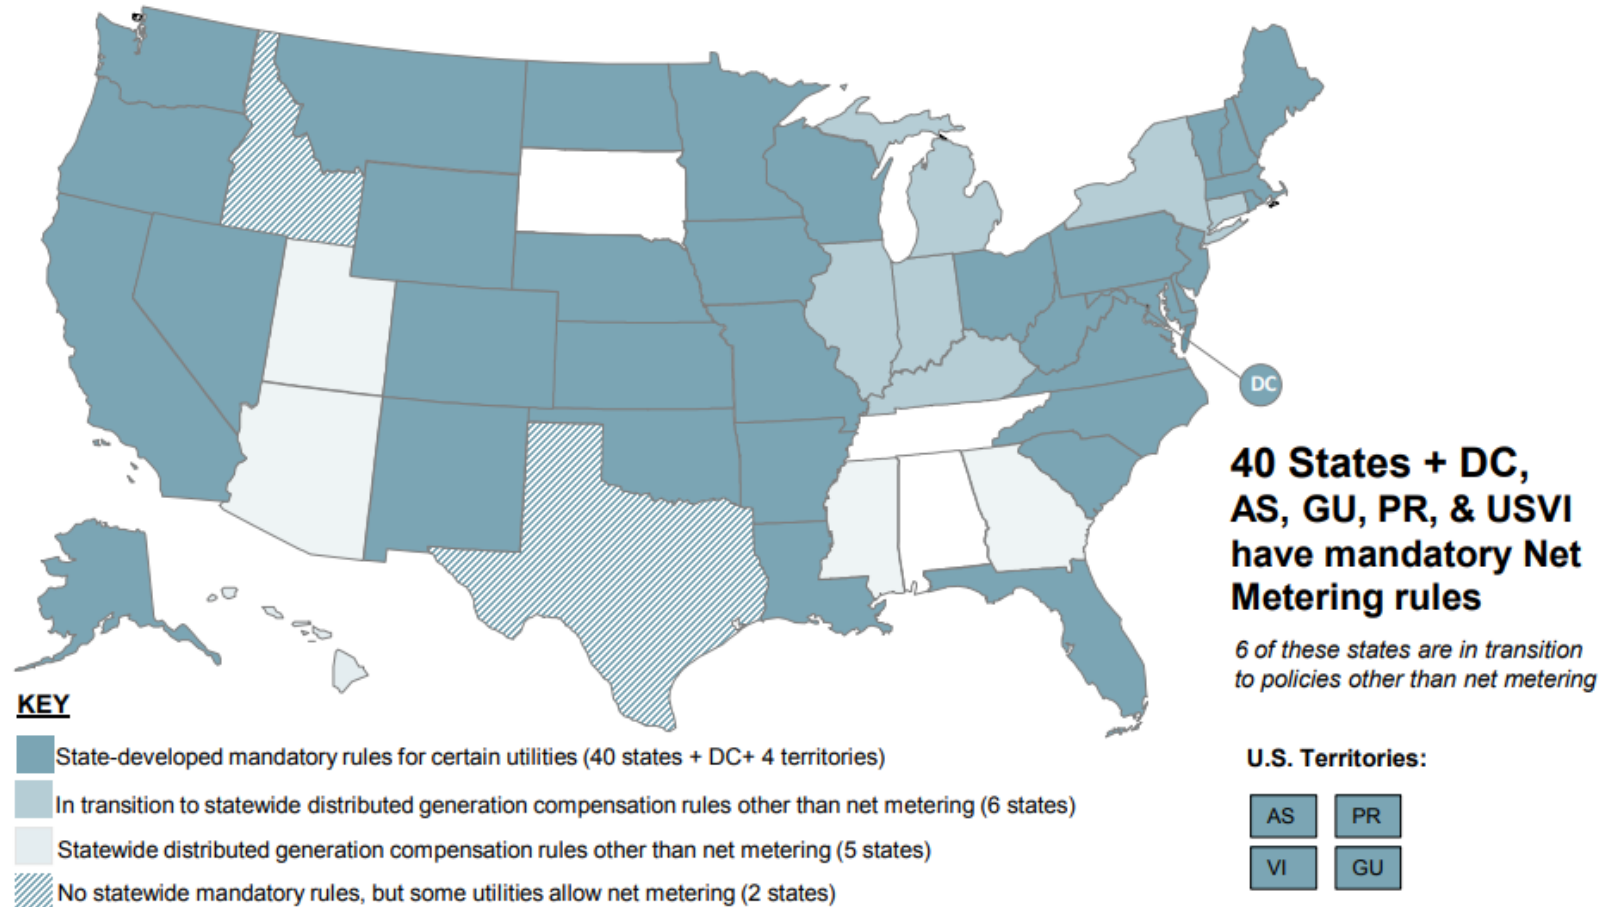 DC
40 States + DC,
AS, GU, PR, & USVI
have mandatory Net
Metering rules
6 of these states are in transition
to policies other than net metering
KEY
State-developed mandatory rules for certain utilities (40 states + DC+ 4 territories)
In transition to statewide distributed generation compensation rules other than net metering (6 states)
Statewide distributed generation compensation rules other than net metering (5 states)
No statewide mandatory rules, but some utilities allow net metering (2 states)
U.S. Territories:
AS PR
VI GU